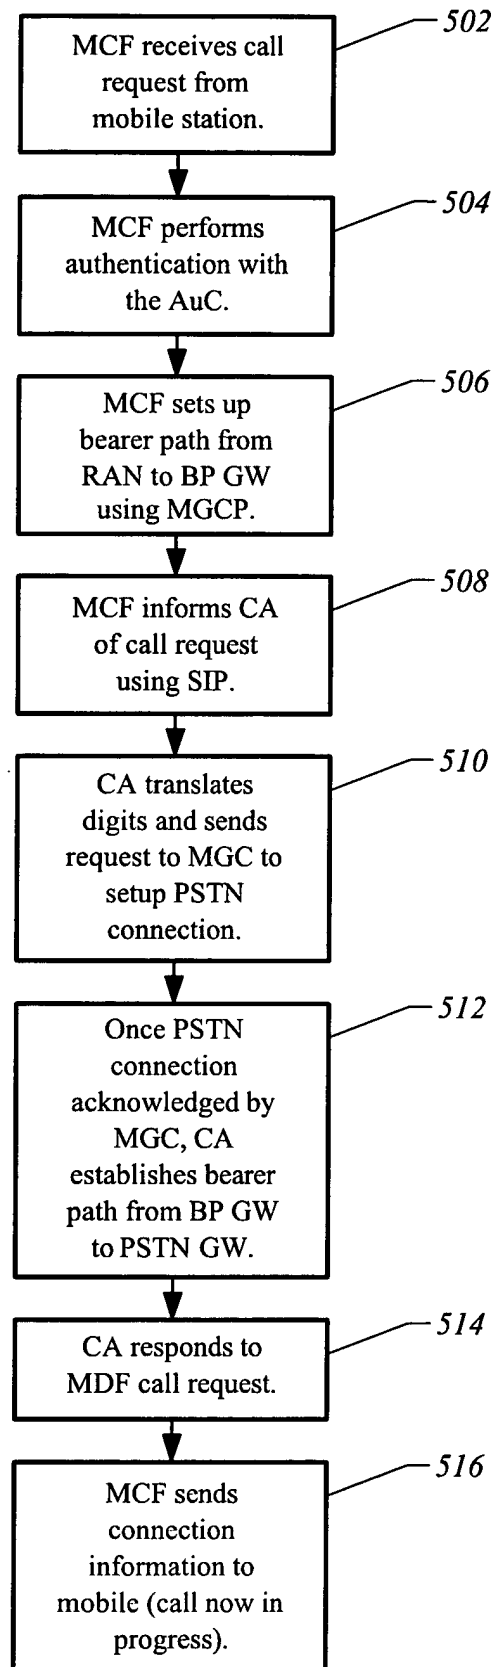 502
MCF receives call
request from
mobile station.
504
MCF performs
authentication with
the AuC.
506
MCF sets up
bearer path from
RAN to BP GW
using MGCP.
508
MCF informs CA
of call request
using SIP.
510
CA translates
digits and sends
request to MGC to
setup PSTN
connection.
512
Once PSTN
connection
acknowledged by
MGC, CA
establishes bearer
path from BP GW
to PSTN GW.
514
CA responds to
MDF call request.
516
MCF sends
connection
information to
mobile (call now in
progress).